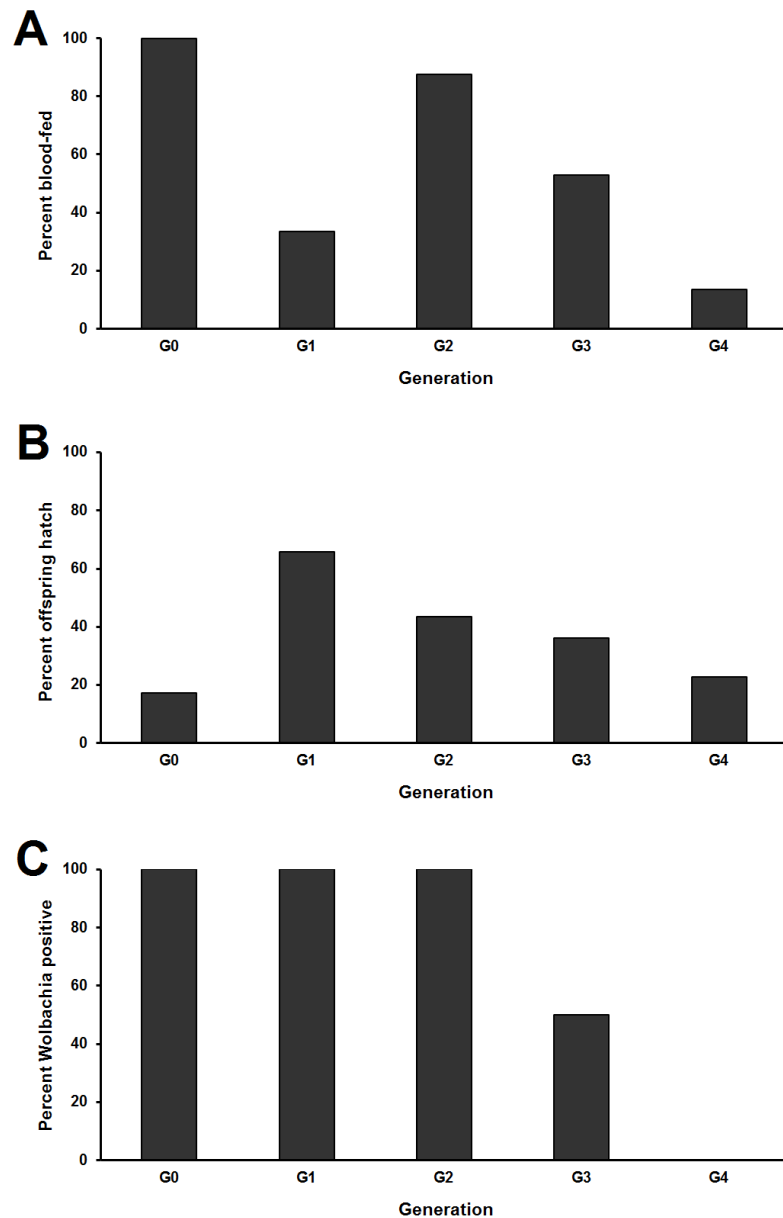 A
Percent blood-fed
100
80
60
40
20
0
G0 G1 G2 G3 G4
Generation
B
Percent offspring hatch
100
80
60
40
20
0
G0 G1 G2 G3 G4
Generation
C
Percent Wolbachia positive
100
80
60
40
20
0
G0 G1 G2 G3 G4
Generation